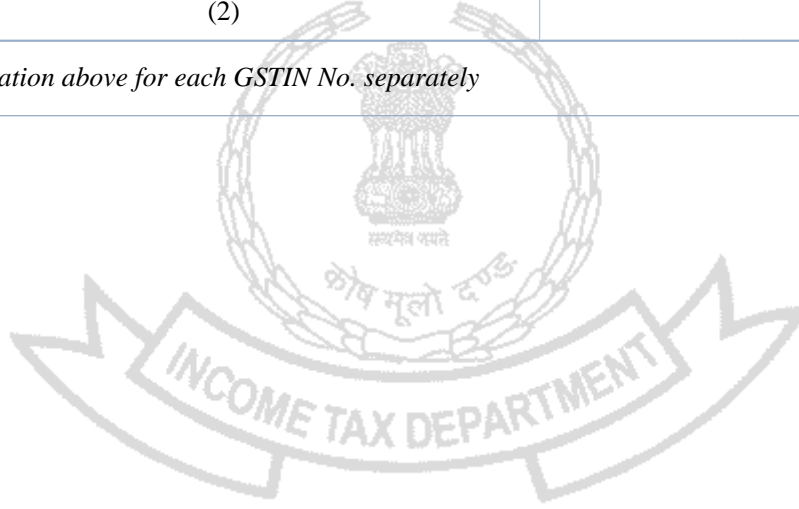 (2)
ation above for each GSTIN No. separately
सत्यमेव जयते
कोष मूलो दण्डः
INCOME TAX DEPARTMENT